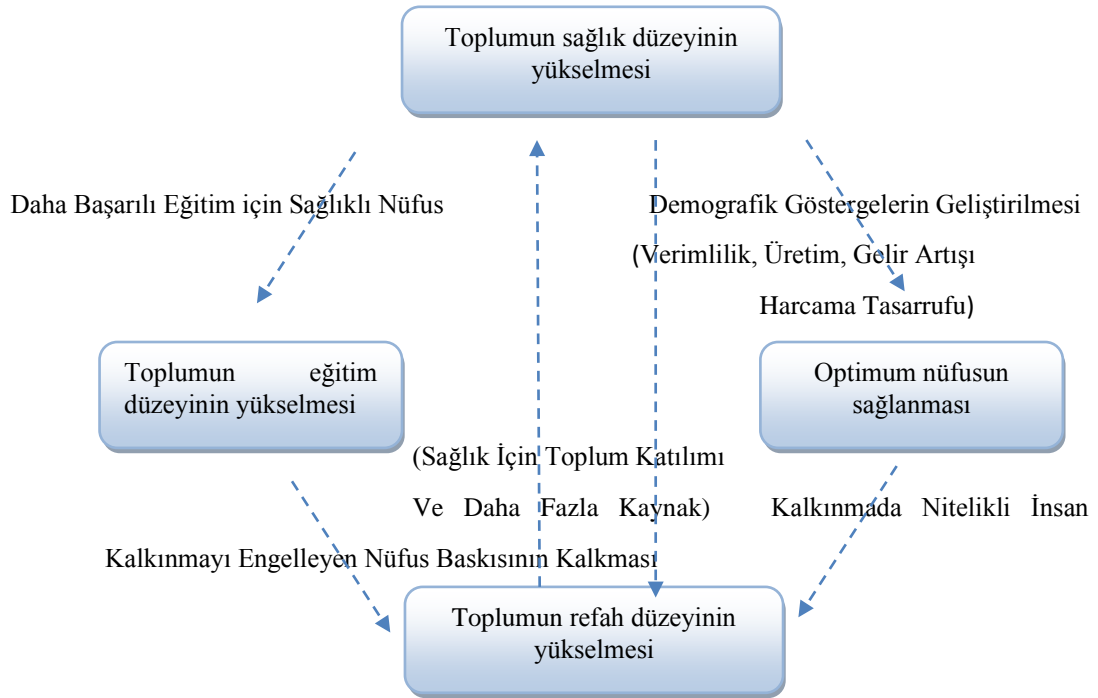 Toplumun sağlık düzeyinin
yükselmesi
Daha Başarılı Eğitim için Sağlıklı Nüfus
Demografik Göstergelerin Geliştirilmesi
(Verimlilik, Üretim, Gelir Artışı
Harcama Tasarrufu)
Toplumun eğitim
düzeyinin yükselmesi
Optimum nüfusun
sağlanması
(Sağlık İçin Toplum Katılımı
Ve Daha Fazla Kaynak)
Kalkınmada Nitelikli İnsan
Kalkınmayı Engelleyen Nüfus Baskısının Kalkması
Toplumun refah düzeyinin
yükselmesi